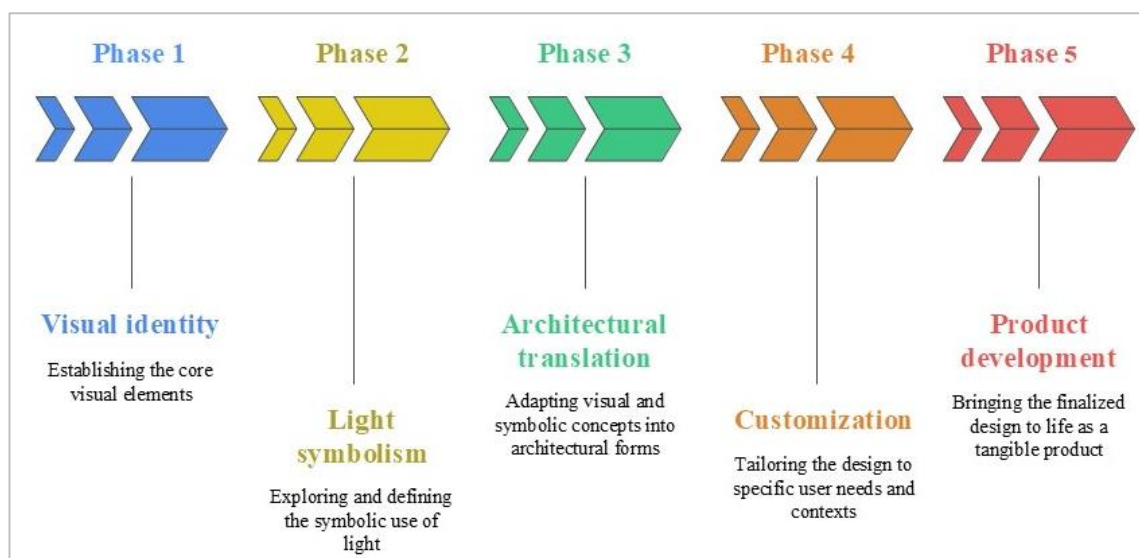 Phase 1
Phase 2
Phase 3
Phase 4
Phase 5
Visual identity
Establishing the core
visual elements
Light
symbolism
Exploring and defining
the symbolic use of
light
Architectural
translation
Adapting visual and
symbolic concepts into
architectural forms
Customization
Tailoring the design to
specific user needs and
contexts
Product
development
Bringing the finalized
design to life as a
tangible product